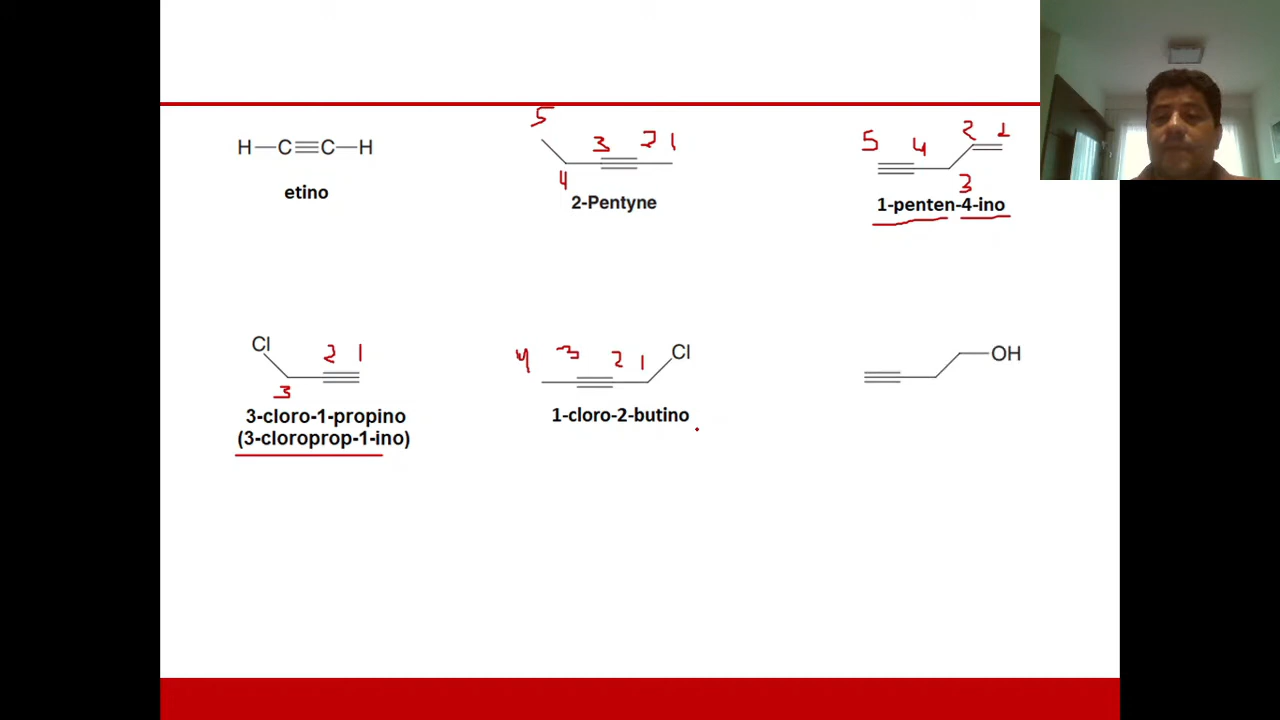 5
3 2 1
4
H—C≡C—H
etino
2-Pentyne
5 4 2 1
3
1-penten-4-ino
Cl
2 1
3
3-cloro-1-propino
(3-cloroprop-1-ino)
4 3 2 1
Cl
1-cloro-2-butino
OH